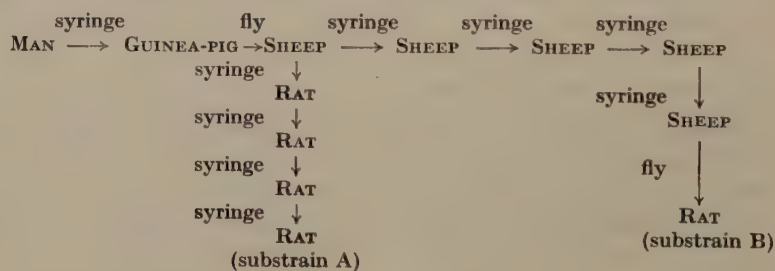 syringe fly syringe syringe syringe
MAN → GUINEA-PIG → SHEEP → SHEEP → SHEEP → SHEEP
syringe ↓ ↓
RAT syringe
syringe ↓ SHEEP
RAT
syringe ↓ fly ↓
RAT
syringe ↓ RAT
RAT (substrain B)
(substrain A)